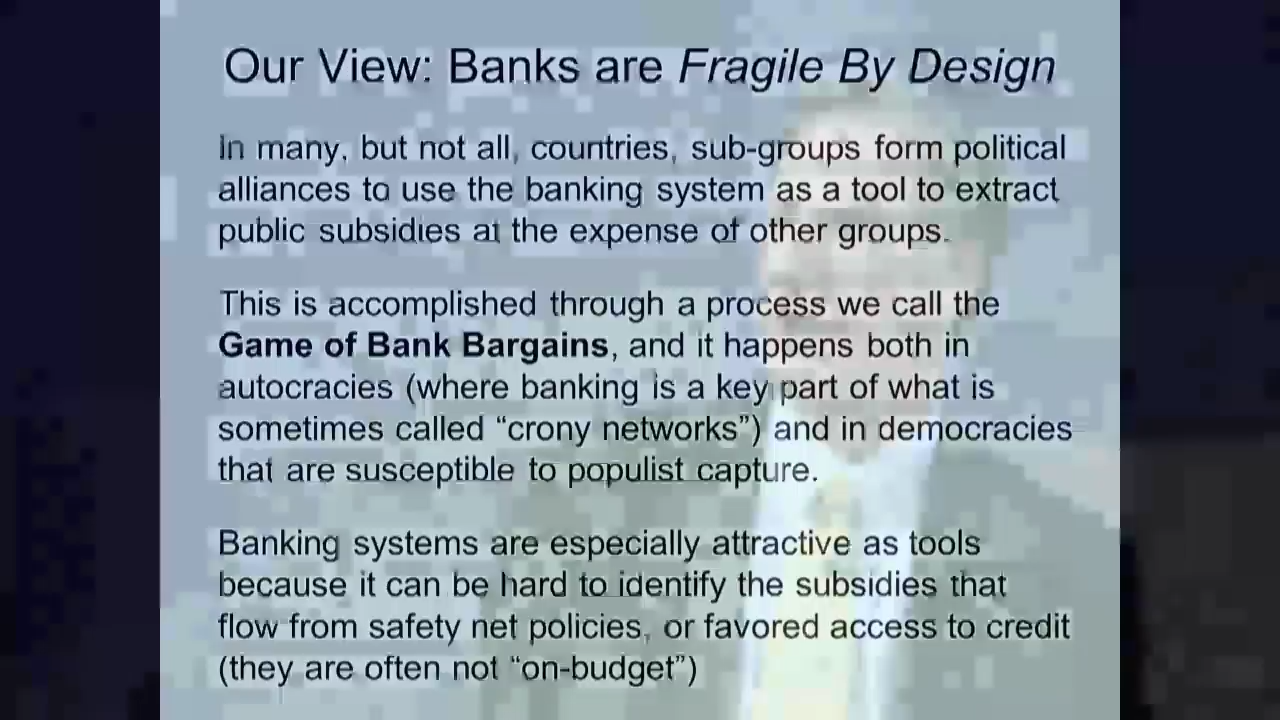 Our View: Banks are Fragile By Design
In many, but not all, countries, sub-groups form political
alliances to use the banking system as a tool to extract
public subsidies at the expense of other groups.
This is accomplished through a process we call the
Game of Bank Bargains, and it happens both in
autocracies (where banking is a key part of what is
sometimes called “crony networks”) and in democracies
that are susceptible to populist capture.
Banking systems are especially attractive as tools
because it can be hard to identify the subsidies that
flow from safety net policies, or favored access to credit
(they are often not “on-budget”)